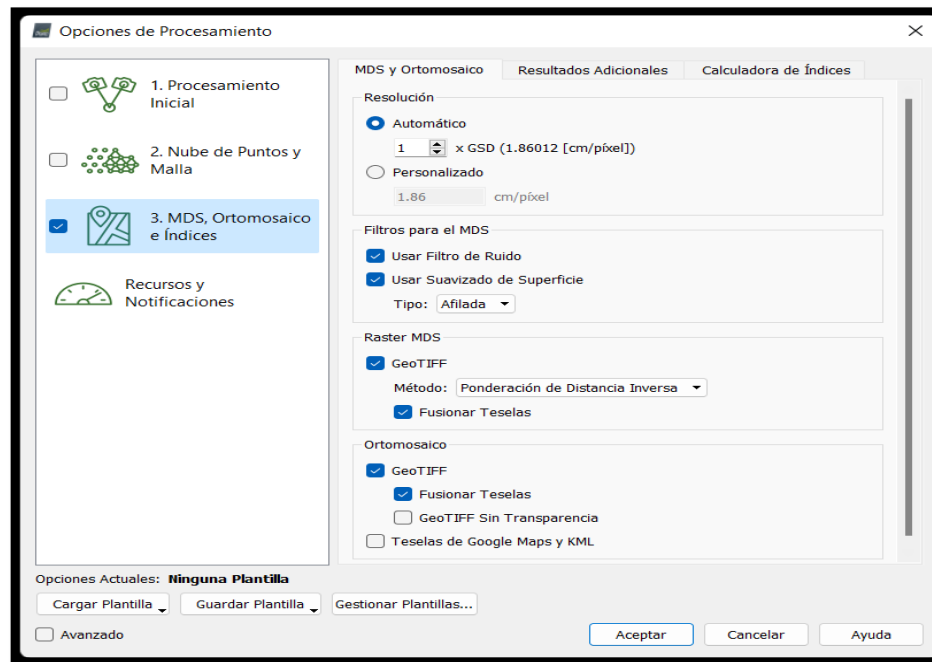 Opciones de Procesamiento
1. Procesamiento
Inicial
2. Nube de Puntos y
Malla
3. MDS, Ortomosaico
e Índices
Recursos y
Notificaciones
MDS y Ortomosaico
Resultados Adicionales
Calculadora de Índices
Resolución
Automático
1 x GSD (1.86012 [cm/píxel])
Personalizado
1.86 cm/píxel
Filtros para el MDS
Usar Filtro de Ruido
Usar Suavizado de Superficie
Tipo: Afilada
Raster MDS
GeoTIFF
Método: Ponderación de Distancia Inversa
Fusionar Teselas
Ortomosaico
GeoTIFF
Fusionar Teselas
GeoTIFF Sin Transparencia
Teselas de Google Maps y KML
Opciones Actuales: Ninguna Plantilla
Cargar Plantilla Guardar Plantilla Gestionar Plantillas...
Avanzado
Aceptar Cancelar Ayuda